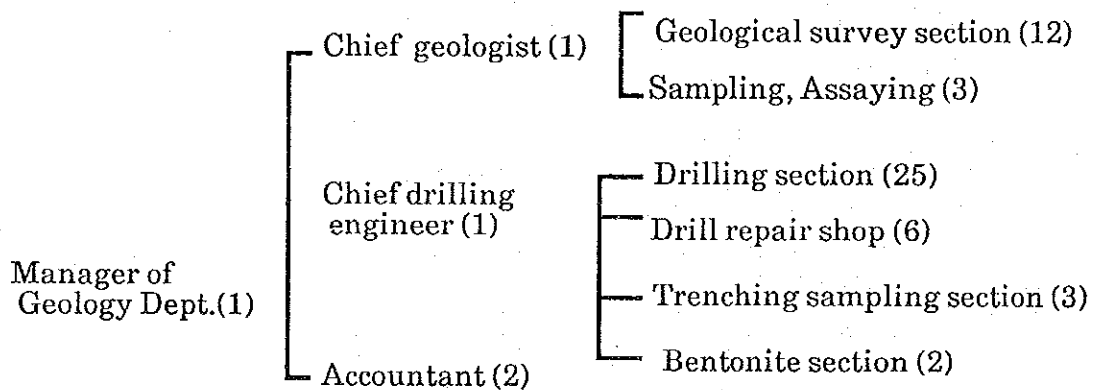 Chief geologist (1)
Geological survey section (12)
Sampling, Assaying (3)
Chief drilling
engineer (1)
Drilling section (25)
Drill repair shop (6)
Trenching sampling section (3)
Bentonite section (2)
Manager of
Geology Dept.(1)
Accountant (2)